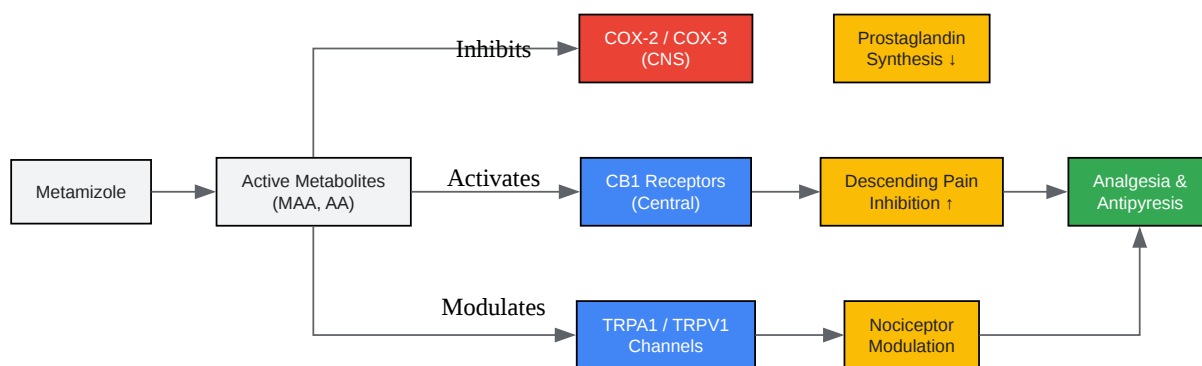 Inhibits
COX-2 / COX-3
(CNS)
Prostaglandin
Synthesis ↓
Metamizole
Active Metabolites
(MAA, AA)
Activates
CB1 Receptors
(Central)
Descending Pain
Inhibition ↑
Analgesia &
Antipyresis
Modulates
TRPA1 / TRPV1
Channels
Nociceptor
Modulation